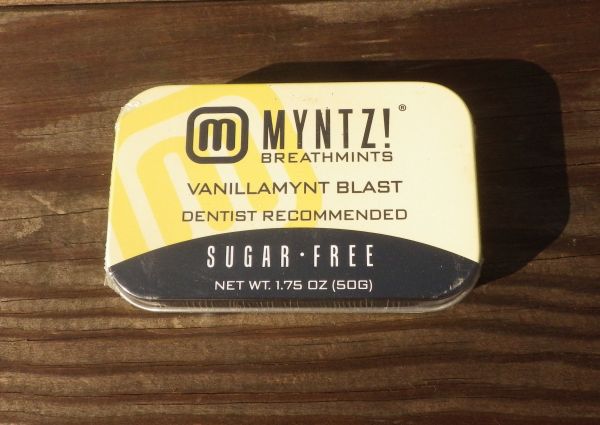 m MYNTZ!®
BREATHMINTS
VANILLAMYNT BLAST
DENTIST RECOMMENDED
SUGAR·FREE
NET WT. 1.75 OZ (50G)